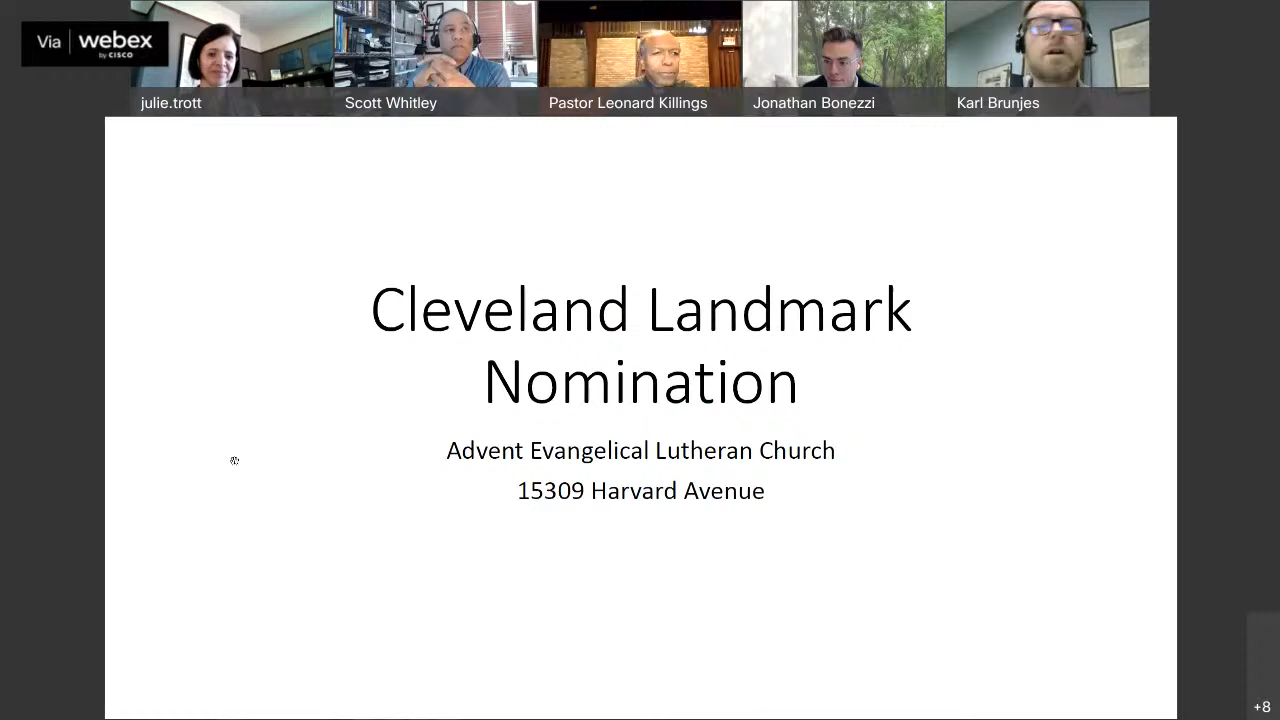 Via webex
by CISCO
julie.trott
Scott Whitley
Pastor Leonard Killings
Jonathan Bonezzi
Karl Brunjes
Cleveland Landmark
Nomination
Advent Evangelical Lutheran Church
15309 Harvard Avenue
+8